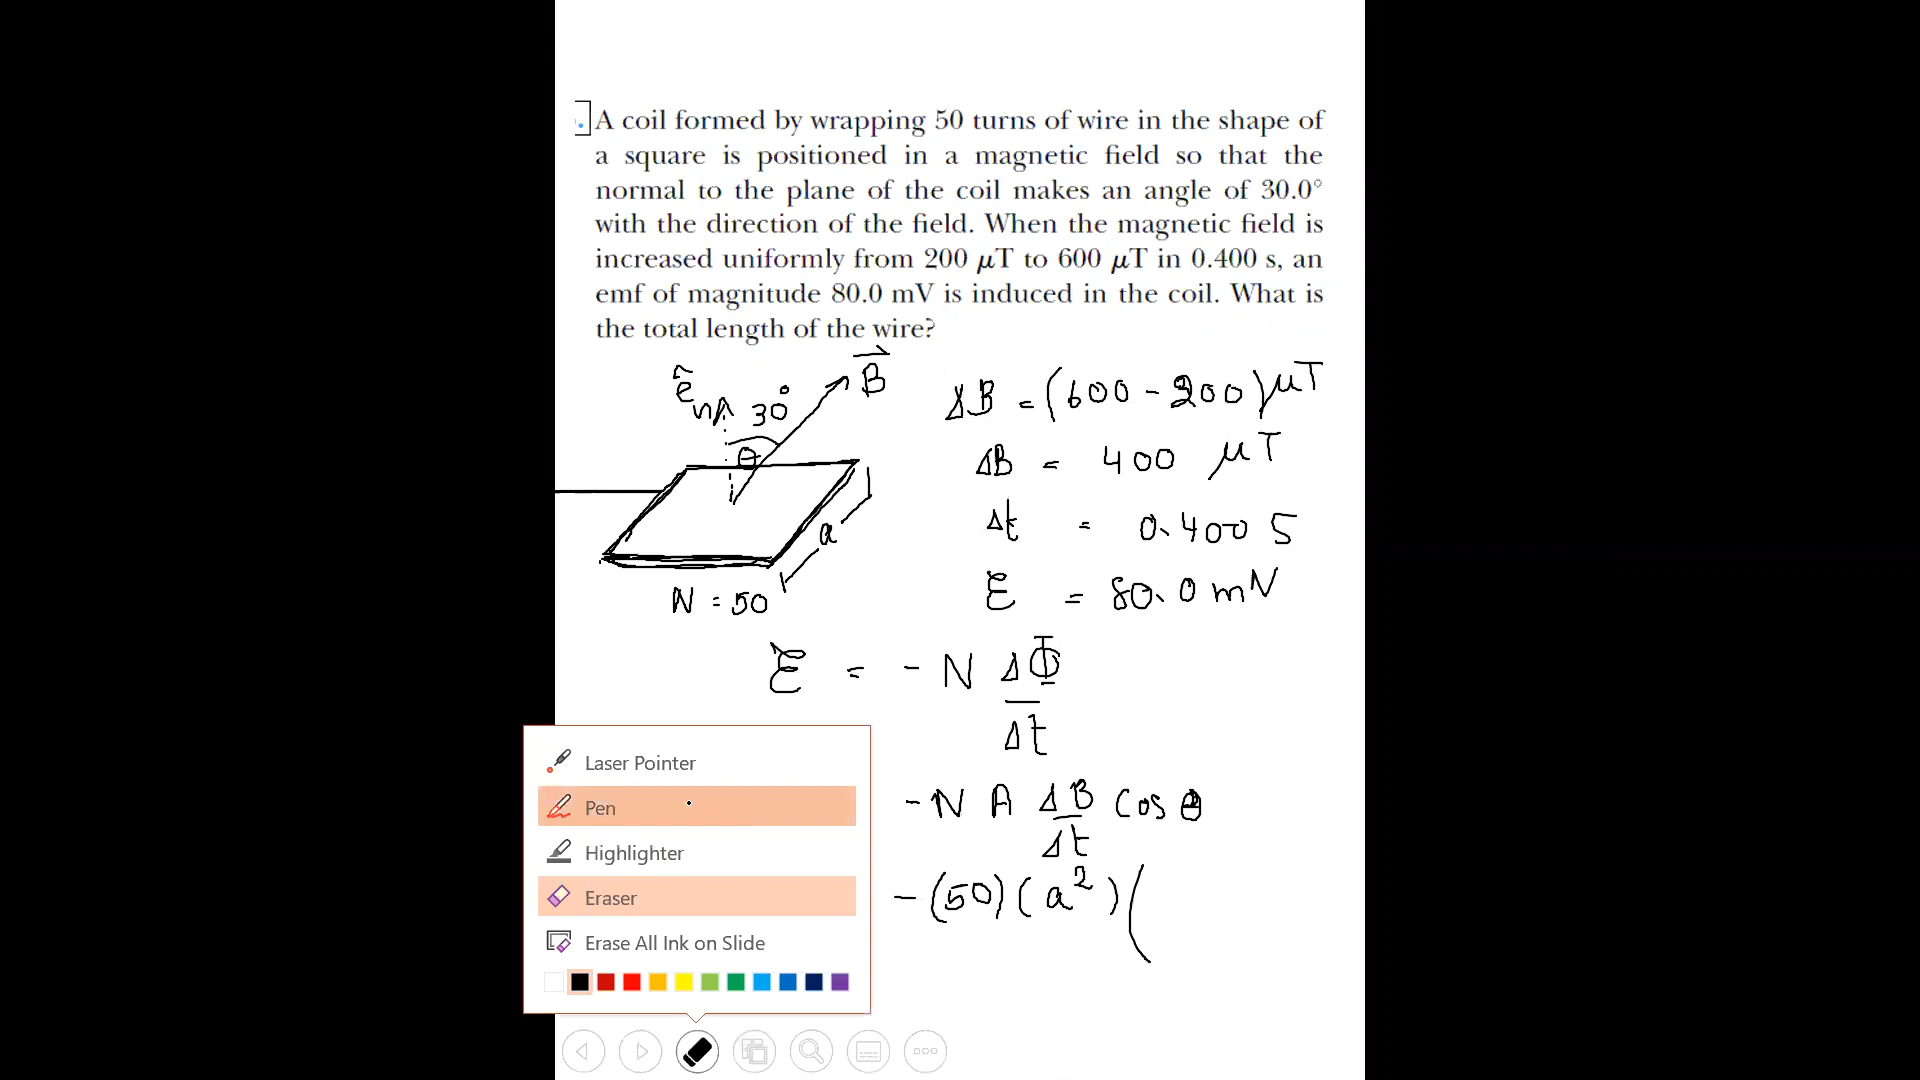 . A coil formed by wrapping 50 turns of wire in the shape of
a square is positioned in a magnetic field so that the
normal to the plane of the coil makes an angle of 30.0°
with the direction of the field. When the magnetic field is
increased uniformly from 200 μT to 600 μT in 0.400 s, an
emf of magnitude 80.0 mV is induced in the coil. What is
the total length of the wire?
ê_n 30° B⃗
θ
a
N = 50
ΔB = (600 - 200) μT
ΔB = 400 μT
Δt = 0.400 S
ℰ = 80.0 mV
ℰ = - N ΔΦ/Δt
- N A ΔB/Δt Cos θ
- (50) (a²) (
Laser Pointer
Pen
Highlighter
Eraser
Erase All Ink on Slide